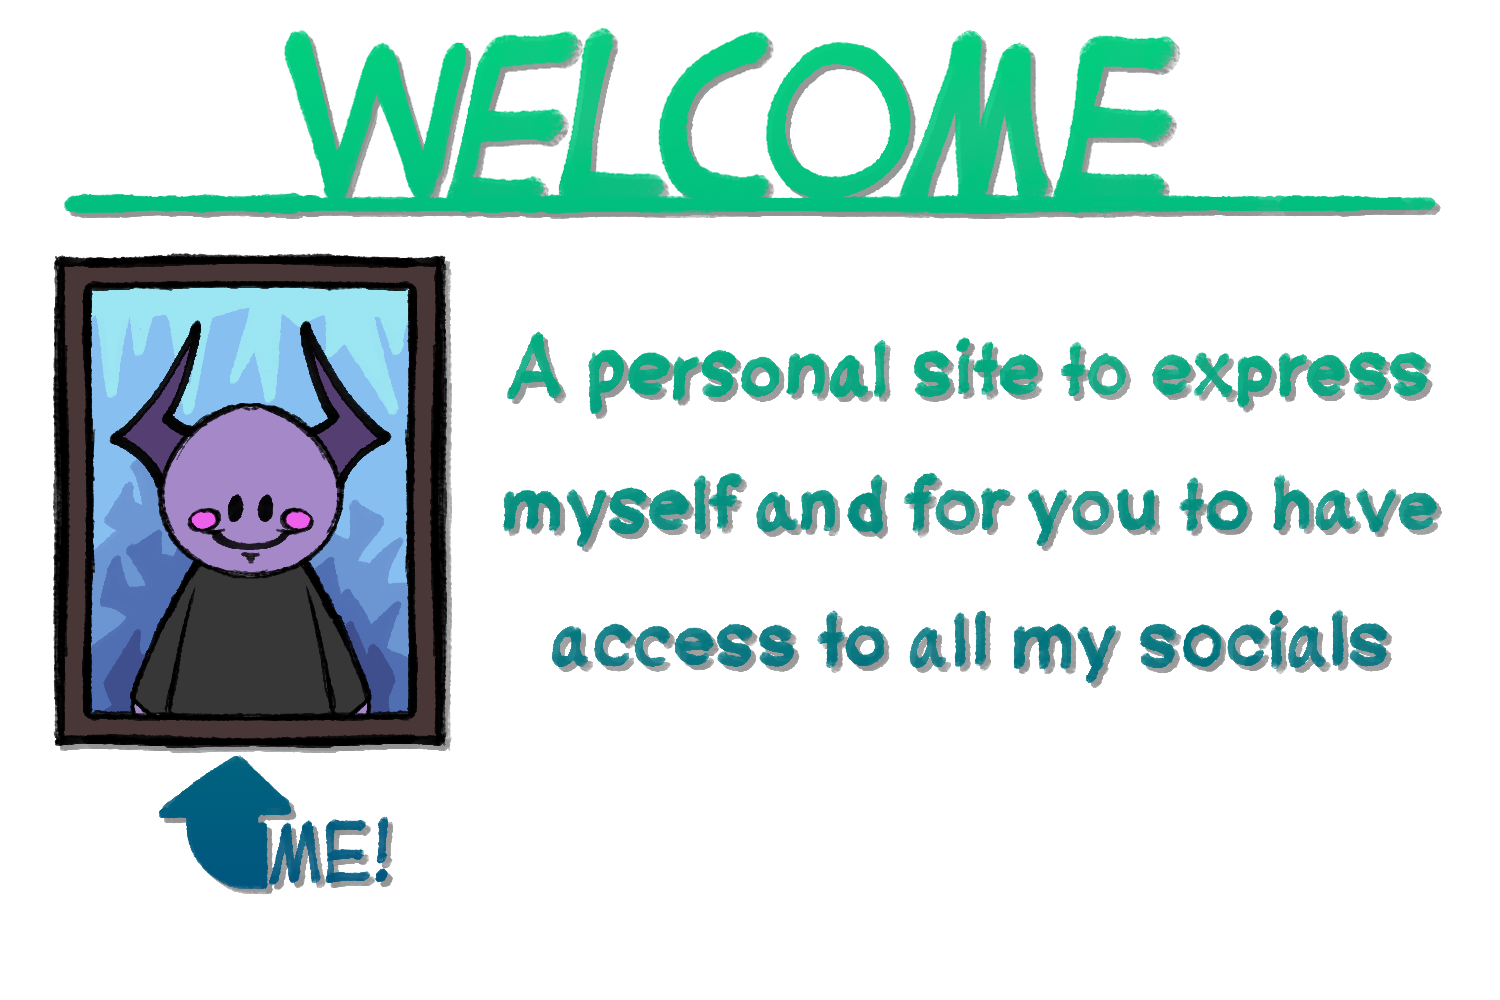 WELCOME
A personal site to express
myself and for you to have
access to all my socials
ME!